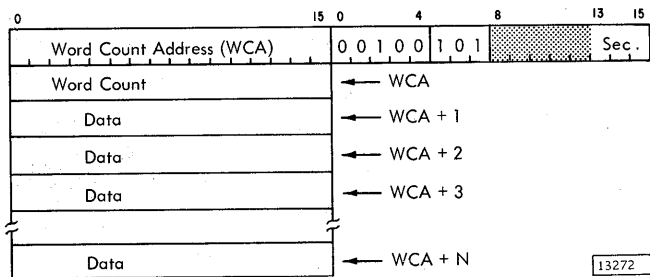 0 15 0 4 8 13 15
Word Count Address (WCA) 0 0 1 0 0 1 0 1 Sec.
Word Count WCA
Data WCA + 1
Data WCA + 2
Data WCA + 3
Data WCA + N
13272